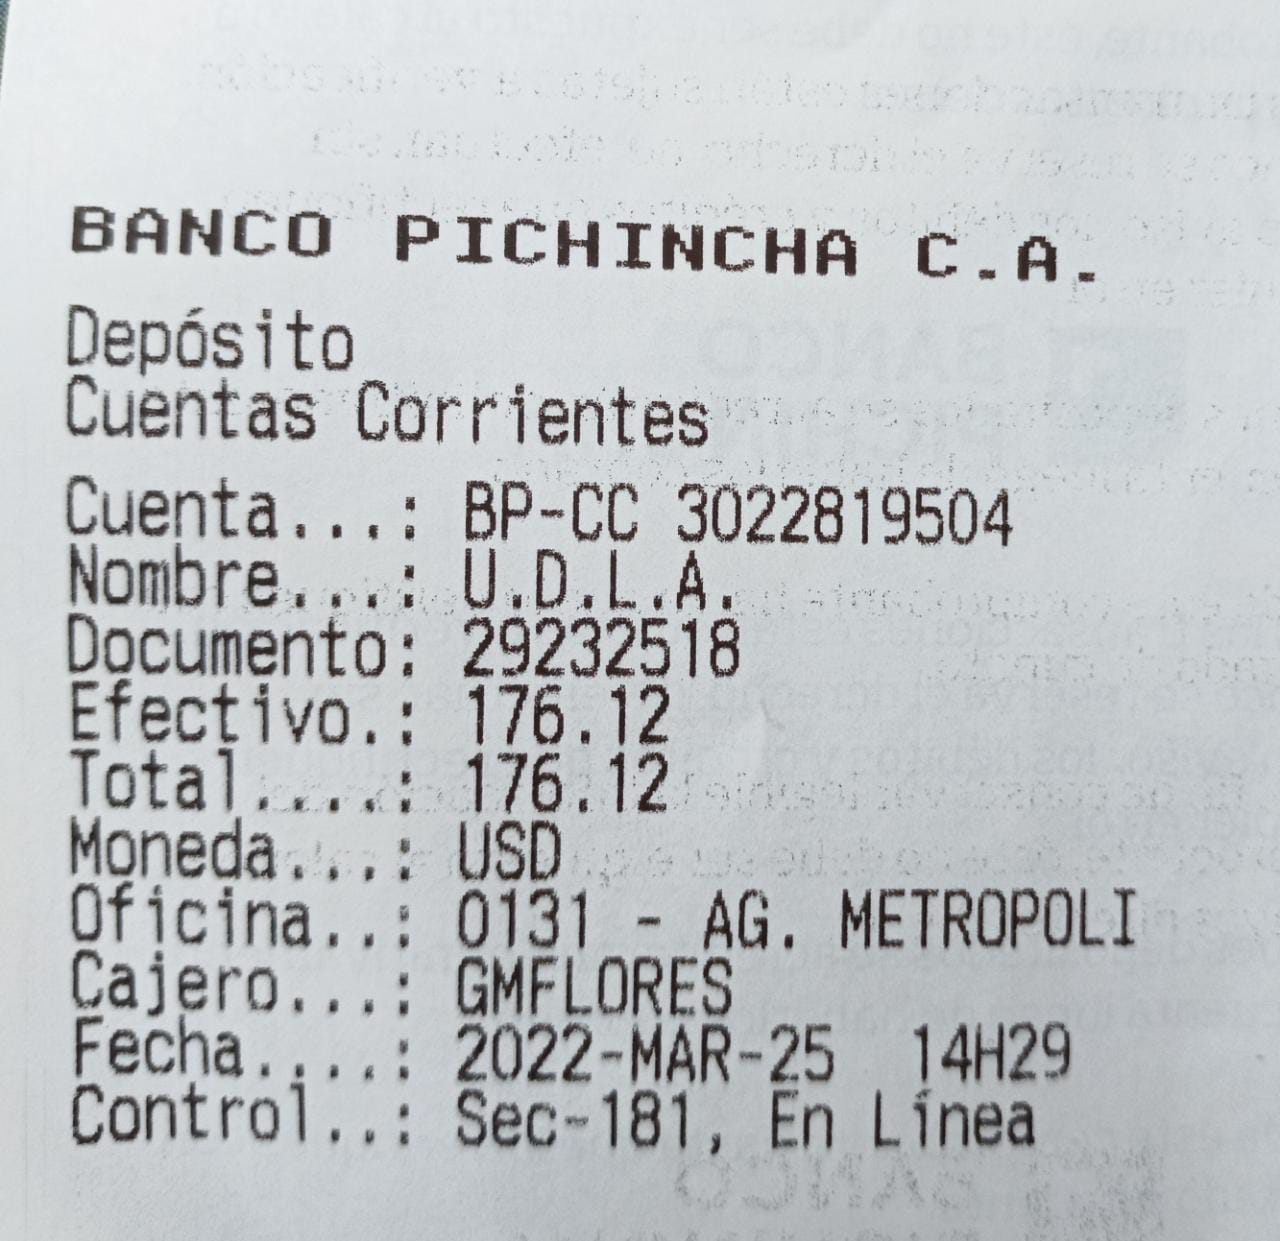 BANCO PICHINCHA C.A.
Depósito
Cuentas Corrientes
Cuenta...: BP-CC 3022819504
Nombre...: U.D.L.A.
Documento: 29232518
Efectivo.: 176.12
Total....: 176.12
Moneda...: USD
Oficina..: 0131 - AG. METROPOLI
Cajero...: GMFLORES
Fecha....: 2022-MAR-25 14H29
Control..: Sec-181, En Línea